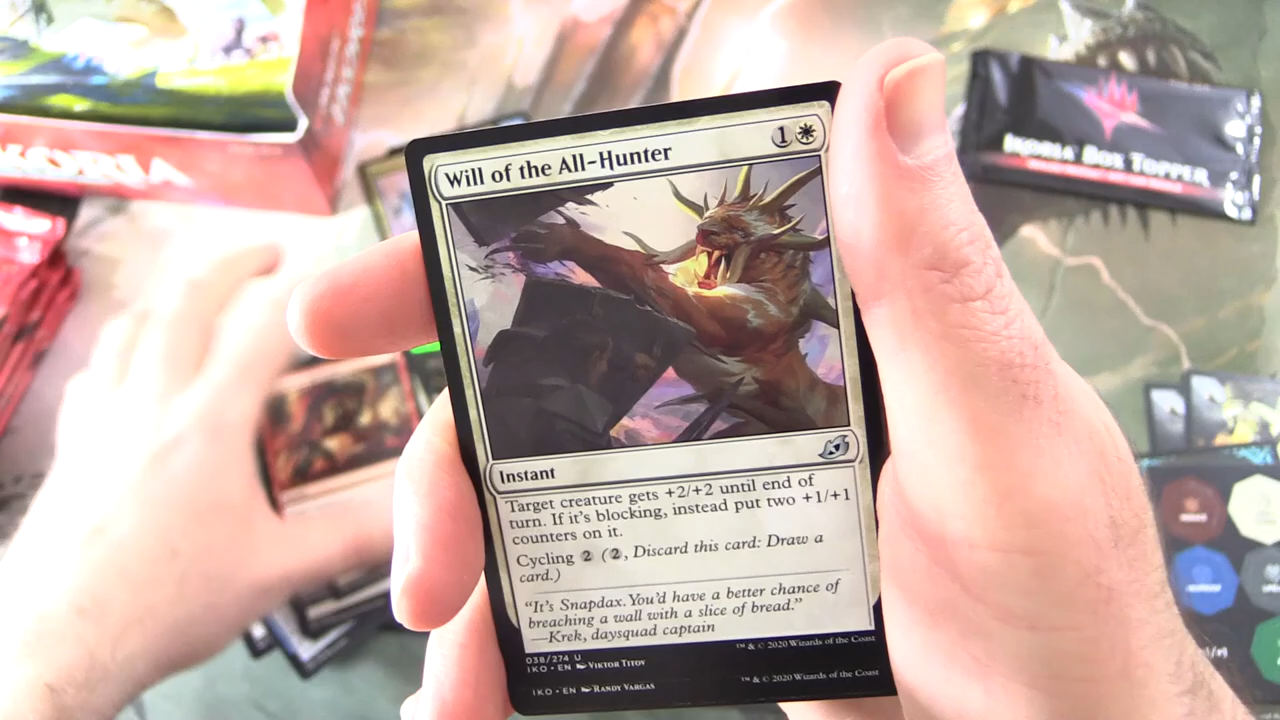 KORIA
IKORIA BOX TOPPER
Will of the All-Hunter
1
Instant
Target creature gets +2/+2 until end of
turn. If it's blocking, instead put two +1/+1
counters on it.
Cycling 2 (2, Discard this card: Draw a
card.)
"It's Snapdax. You'd have a better chance of
breaching a wall with a slice of bread."
—Krek, daysquad captain
038/274 U
IKO • EN VIKTOR TITOV
™ & © 2020 Wizards of the Coast
IKO • EN RANDY VARGAS
™ & © 2020 Wizards of the Coast